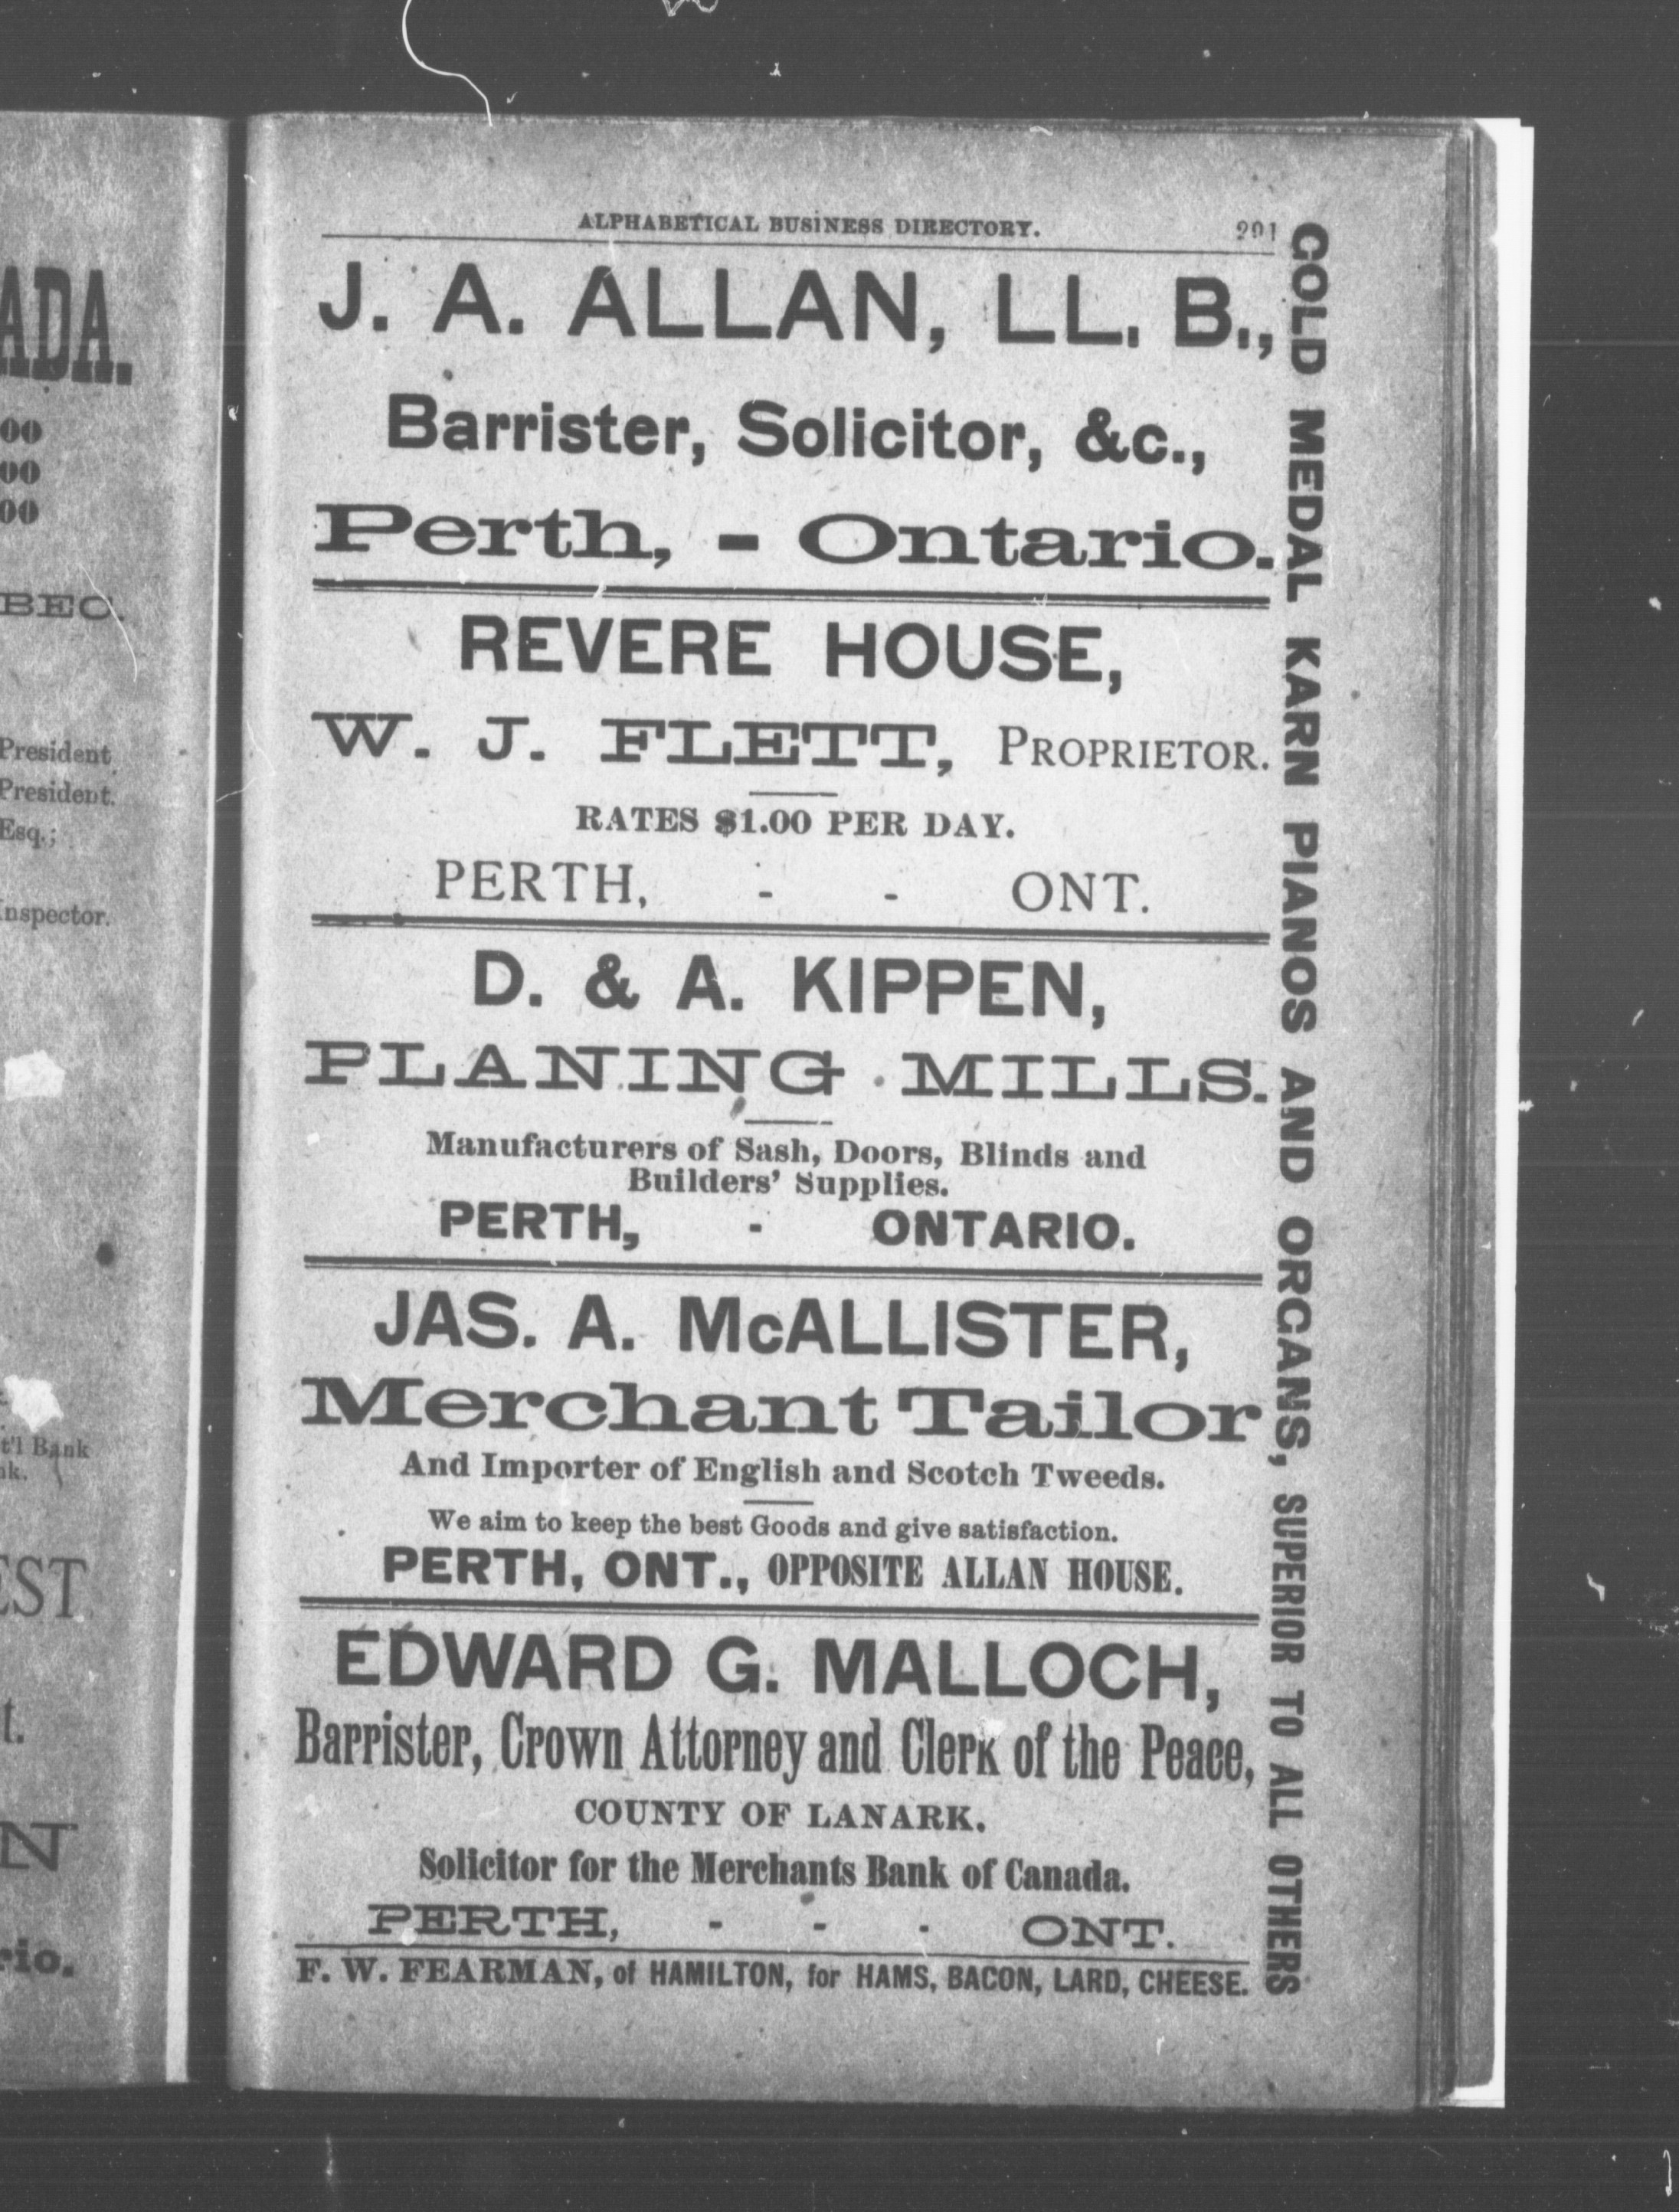 ADA.
00
00
00
BEC.
President
President.
Esq.;
Inspector.
t'l Bank
nk.
EST
t.
N
rio.
ALPHABETICAL BUSINESS DIRECTORY. 201
J. A. ALLAN, LL. B.,
Barrister, Solicitor, &c.,
Perth, - Ontario.
REVERE HOUSE,
W. J. FLETT, PROPRIETOR.
RATES $1.00 PER DAY.
PERTH, - - ONT.
D. & A. KIPPEN,
PLANING MILLS.
Manufacturers of Sash, Doors, Blinds and
Builders' Supplies.
PERTH, - ONTARIO.
JAS. A. McALLISTER,
Merchant Tailor
And Importer of English and Scotch Tweeds.
We aim to keep the best Goods and give satisfaction.
PERTH, ONT., OPPOSITE ALLAN HOUSE.
EDWARD G. MALLOCH,
Barrister, Crown Attorney and Clerk of the Peace,
COUNTY OF LANARK.
Solicitor for the Merchants Bank of Canada.
PERTH, - - - ONT.
F. W. FEARMAN, of HAMILTON, for HAMS, BACON, LARD, CHEESE.
GOLD MEDAL KARN PIANOS AND ORGANS, SUPERIOR TO ALL OTHERS